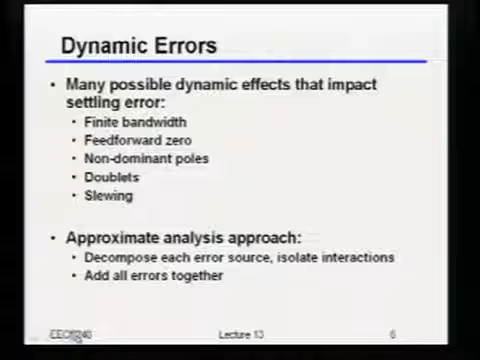 Dynamic Errors
• Many possible dynamic effects that impact
settling error:
• Finite bandwidth
• Feedforward zero
• Non-dominant poles
• Doublets
• Slewing
• Approximate analysis approach:
• Decompose each error source, isolate interactions
• Add all errors together
Lecture 13
6